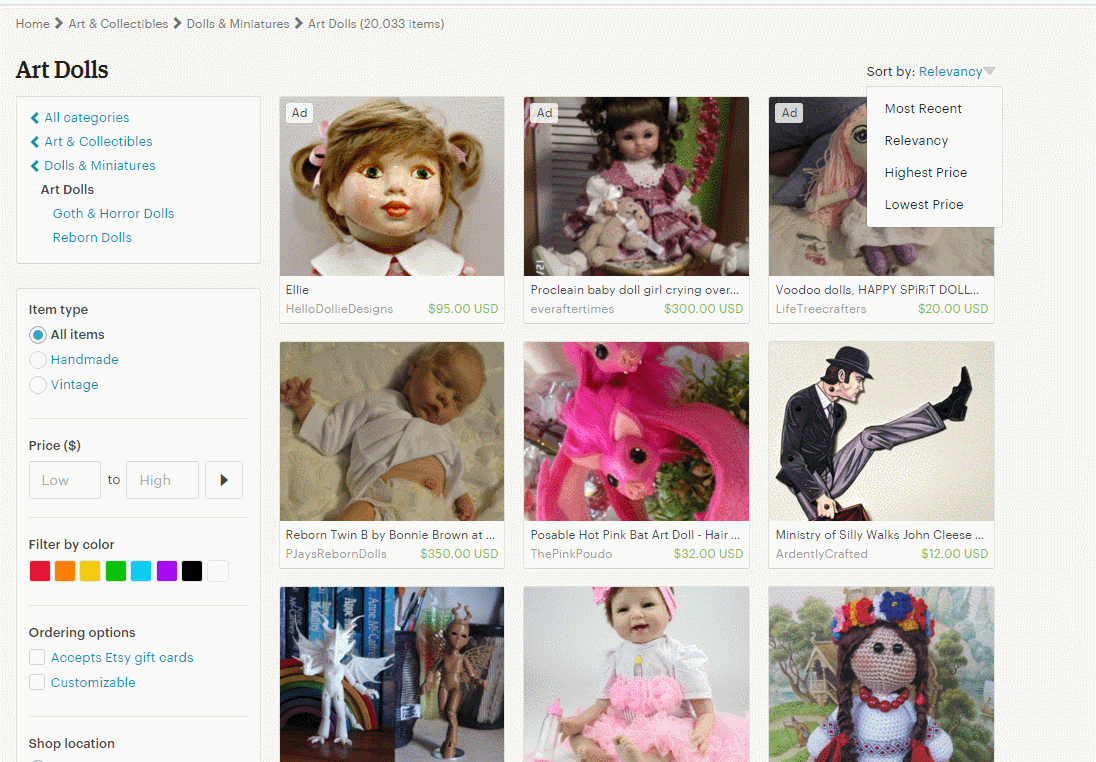 Home > Art & Collectibles > Dolls & Miniatures > Art Dolls (20,033 items)
Art Dolls
Sort by: Relevancy
Most Recent
Relevancy
Highest Price
Lowest Price
All categories
Art & Collectibles
Dolls & Miniatures
Art Dolls
Goth & Horror Dolls
Reborn Dolls
Item type
All items
Handmade
Vintage
Price ($)
Low to High
Filter by color
Ordering options
Accepts Etsy gift cards
Customizable
Shop location
Ad
Ellie
HelloDollieDesigns $95.00 USD
Ad
Procleain baby doll girl crying over...
everaftertimes $300.00 USD
Ad
Voodoo dolls, HAPPY SPiRiT DOLL...
LifeTreecrafters $20.00 USD
Reborn Twin B by Bonnie Brown at ...
PJaysRebornDolls $350.00 USD
Posable Hot Pink Bat Art Doll - Hair ...
ThePinkPoudo $32.00 USD
Ministry of Silly Walks John Cleese ...
ArdentlyCrafted $12.00 USD